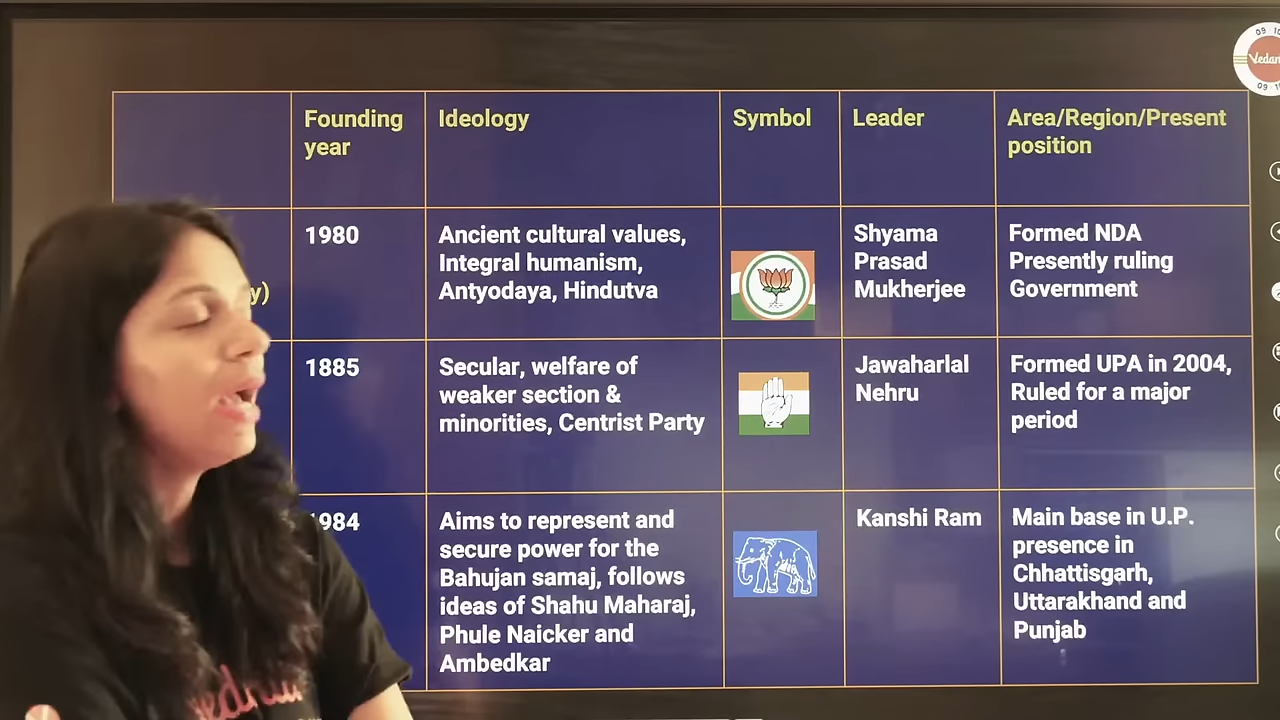 Founding
year
Ideology
Symbol
Leader
Area/Region/Present
position
y)
1980
Ancient cultural values,
Integral humanism,
Antyodaya, Hindutva
Shyama
Prasad
Mukherjee
Formed NDA
Presently ruling
Government
1885
Secular, welfare of
weaker section &
minorities, Centrist Party
Jawaharlal
Nehru
Formed UPA in 2004,
Ruled for a major
period
1984
Aims to represent and
secure power for the
Bahujan samaj, follows
ideas of Shahu Maharaj,
Phule Naicker and
Ambedkar
Kanshi Ram
Main base in U.P.
presence in
Chhattisgarh,
Uttarakhand and
Punjab